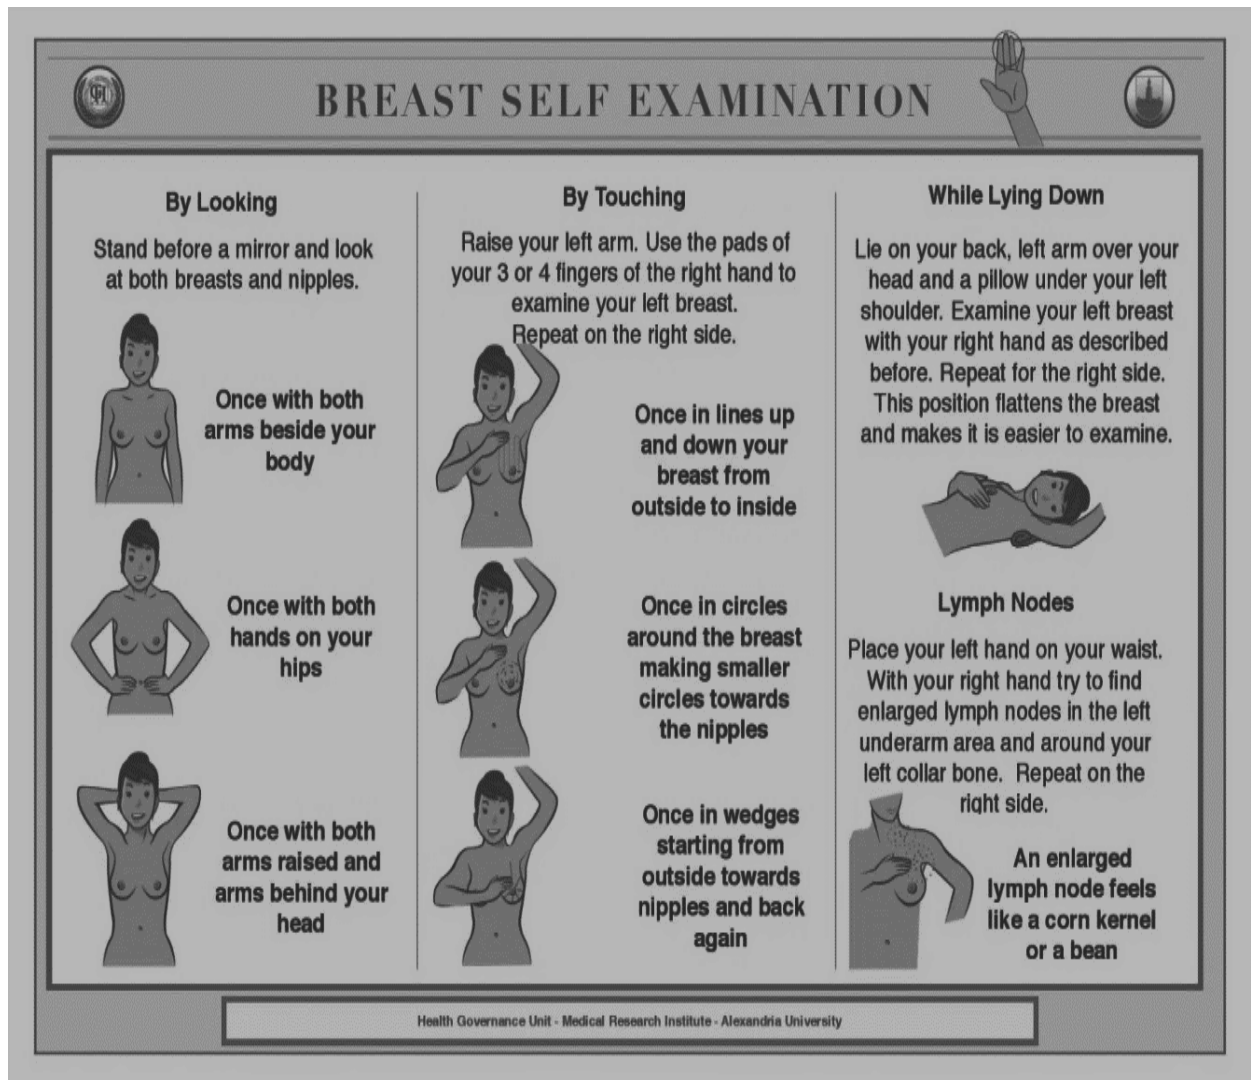 BREAST SELF EXAMINATION
By Looking
Stand before a mirror and look
at both breasts and nipples.
Once with both
arms beside your
body
Once with both
hands on your
hips
Once with both
arms raised and
arms behind your
head
By Touching
Raise your left arm. Use the pads of
your 3 or 4 fingers of the right hand to
examine your left breast.
Repeat on the right side.
Once in lines up
and down your
breast from
outside to inside
Once in circles
around the breast
making smaller
circles towards
the nipples
Once in wedges
starting from
outside towards
nipples and back
again
While Lying Down
Lie on your back, left arm over your
head and a pillow under your left
shoulder. Examine your left breast
with your right hand as described
before. Repeat for the right side.
This position flattens the breast
and makes it is easier to examine.
Lymph Nodes
Place your left hand on your waist.
With your right hand try to find
enlarged lymph nodes in the left
underarm area and around your
left collar bone. Repeat on the
right side.
An enlarged
lymph node feels
like a corn kernel
or a bean
Health Governance Unit - Medical Research Institute - Alexandria University